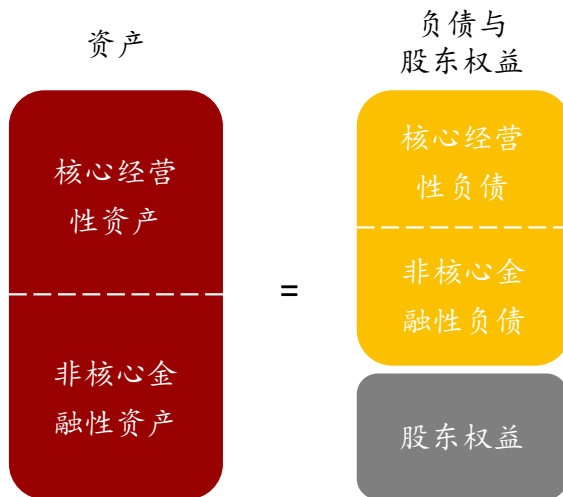 资产
核心经营
性资产
非核心金
融性资产
=
负债与
股东权益
核心经营
性负债
非核心金
融性负债
股东权益